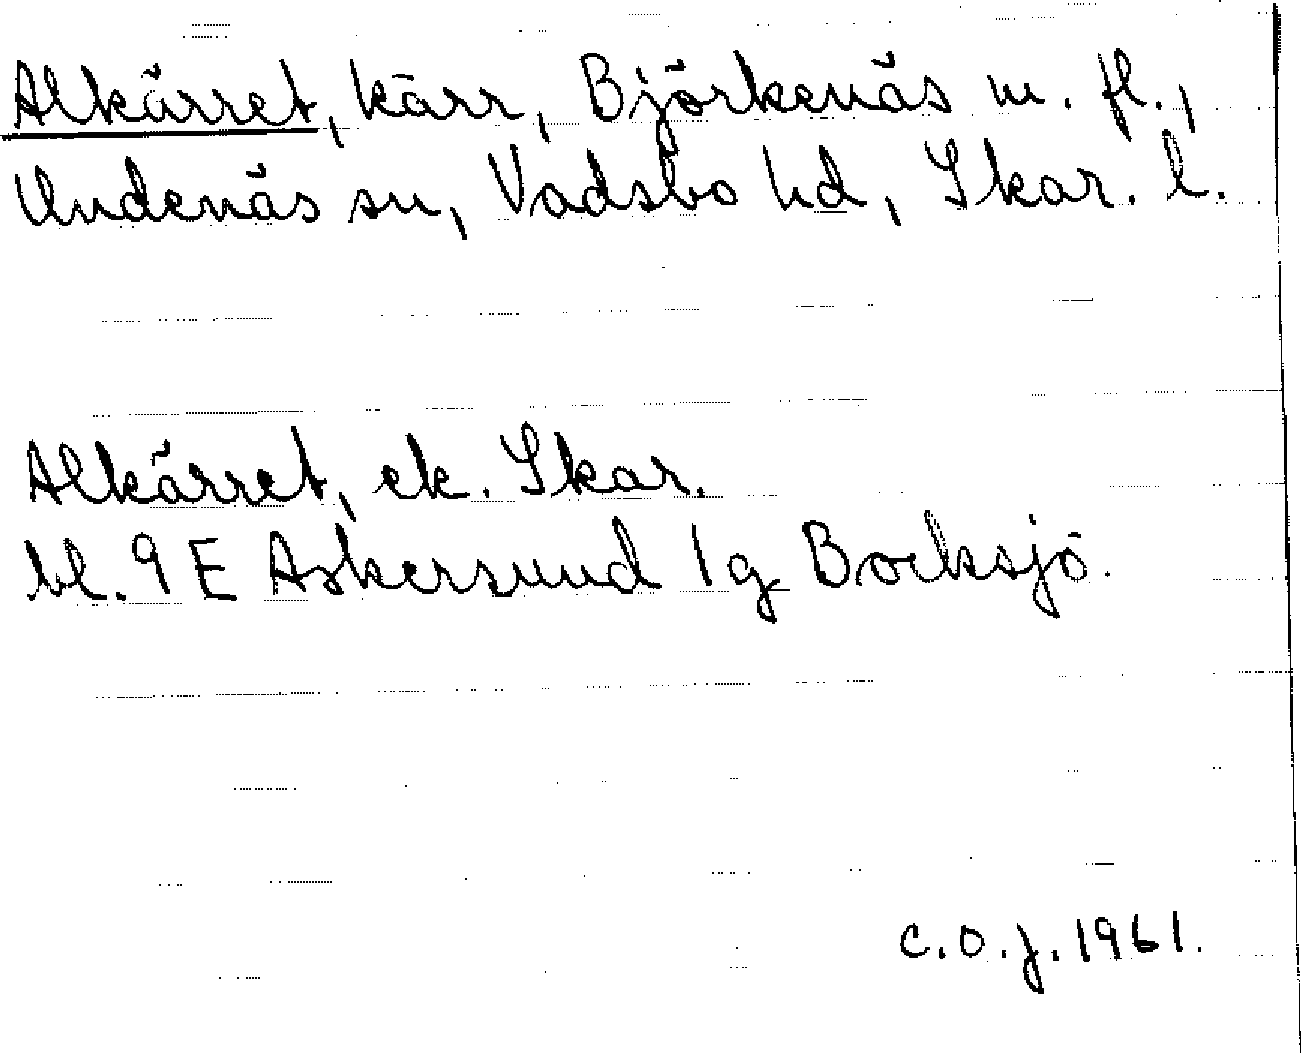 Alkärret, kärr, Björkenäs m. fl.,
Undenäs sn, Vadsbo hd, Skar. l.
Alkärret, ek. Skar.
bl. 9 E Askersund 1 g Bocksjö.
C.O.J. 1961.